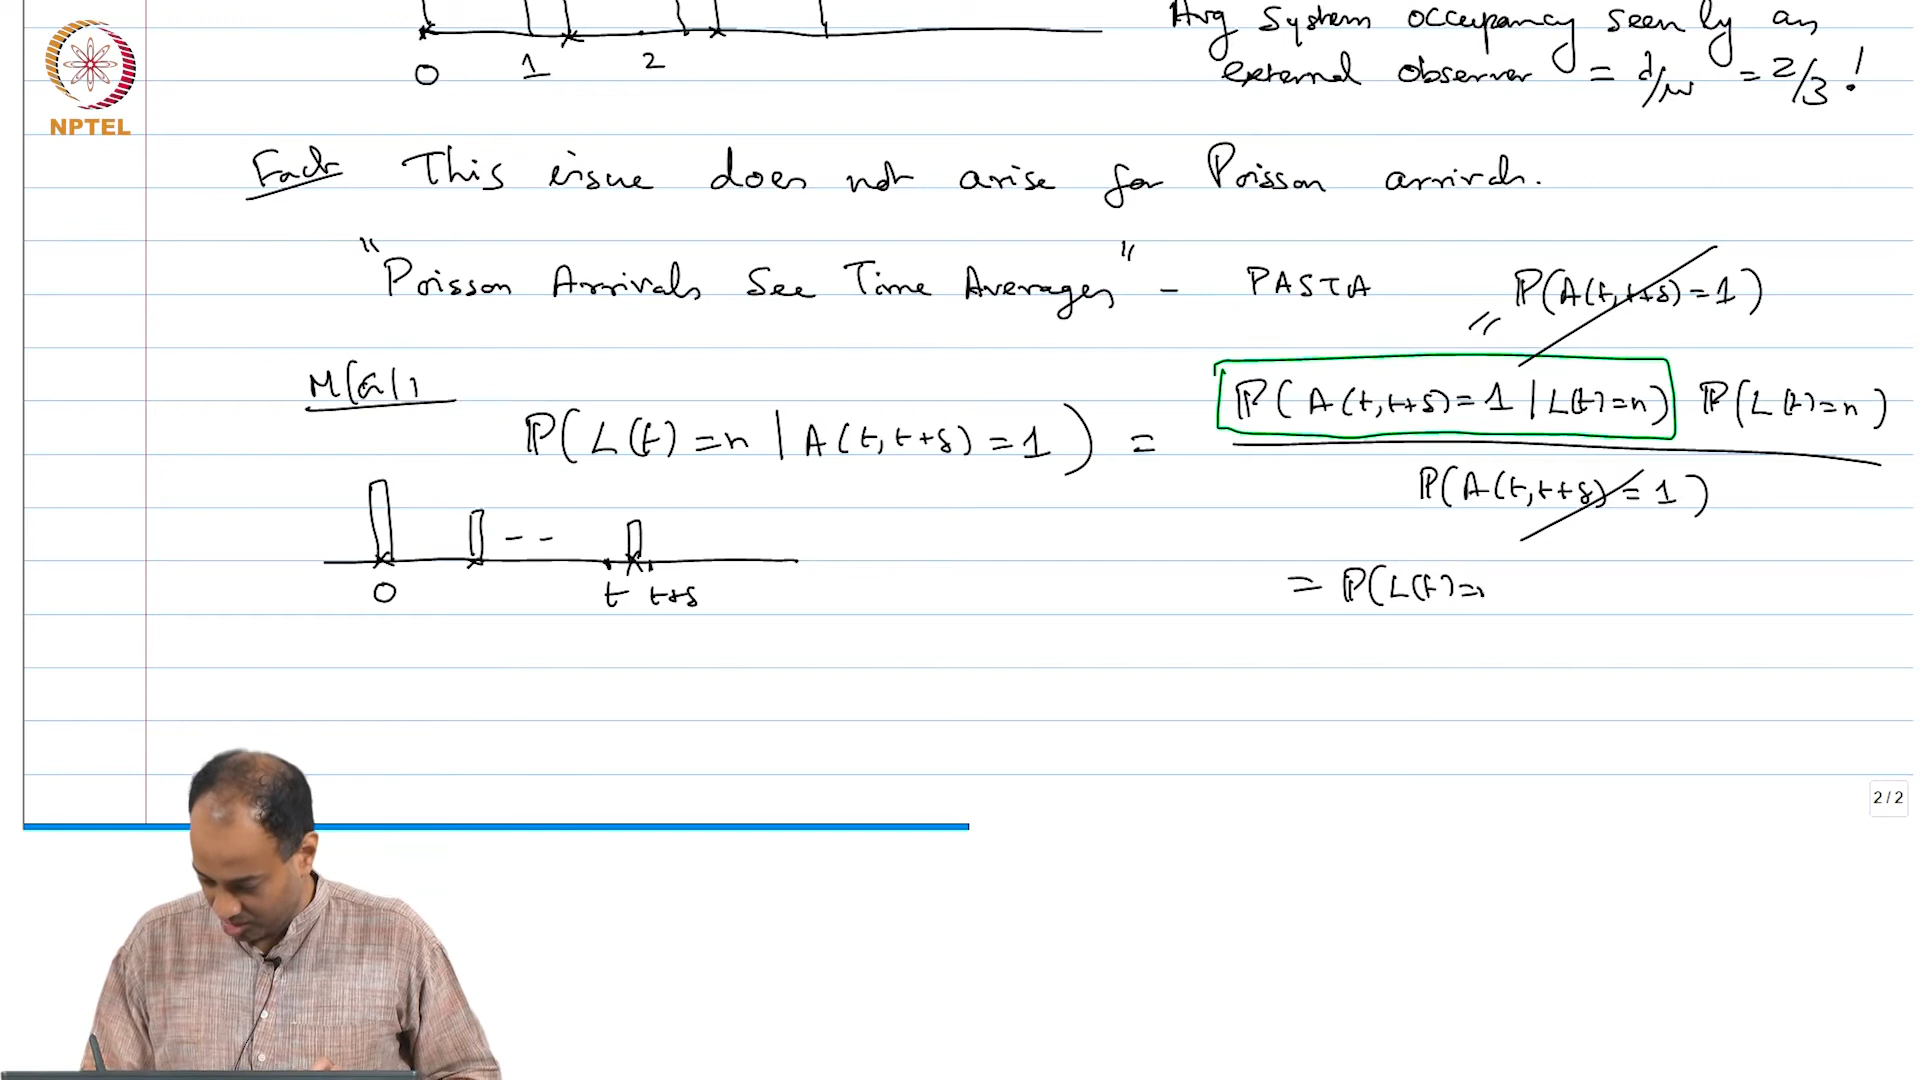 Avg System occupancy seen by an
external observer = λ/μ = 2/3 !
0 1 2
NPTEL
Fact This issue does not arise for Poisson arrivals.
"Poisson Arrivals See Time Averages" - PASTA
= P(A(t,t+δ)=1)
M/G/1
P(L(t)=n | A(t,t+δ)=1) =
P(A(t,t+δ)=1 | L(t)=n) P(L(t)=n)
P(A(t,t+δ)=1)
0 -- t t+δ
= P(L(t)=n
2/2